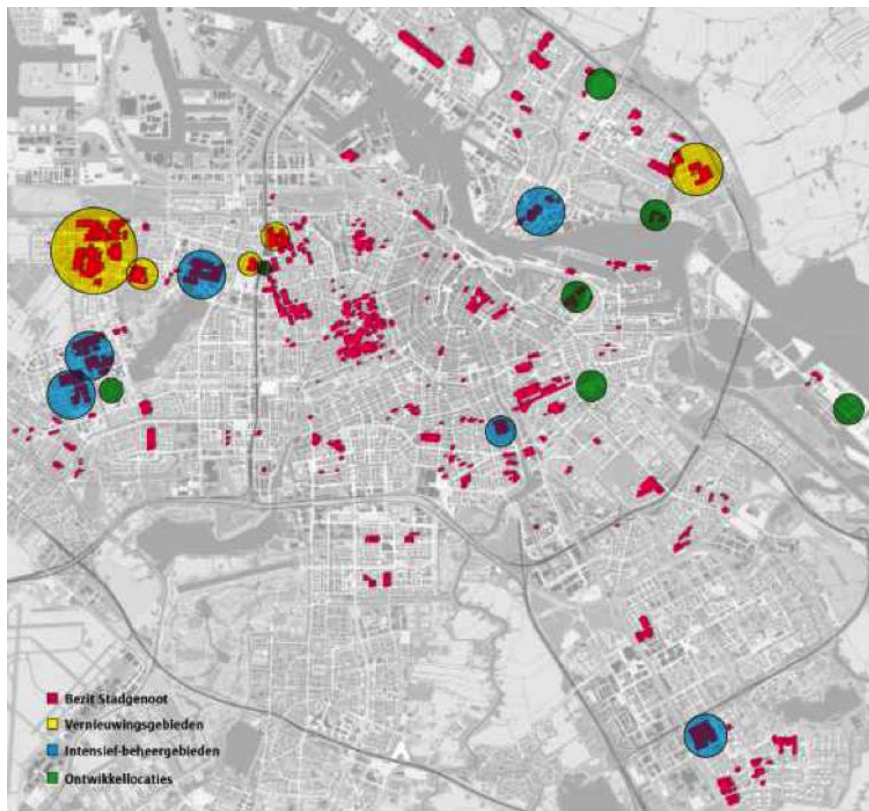 Bezit Stadgenoot
Vernieuwingsgebieden
Intensief-beheergebieden
Ontwikkellocaties